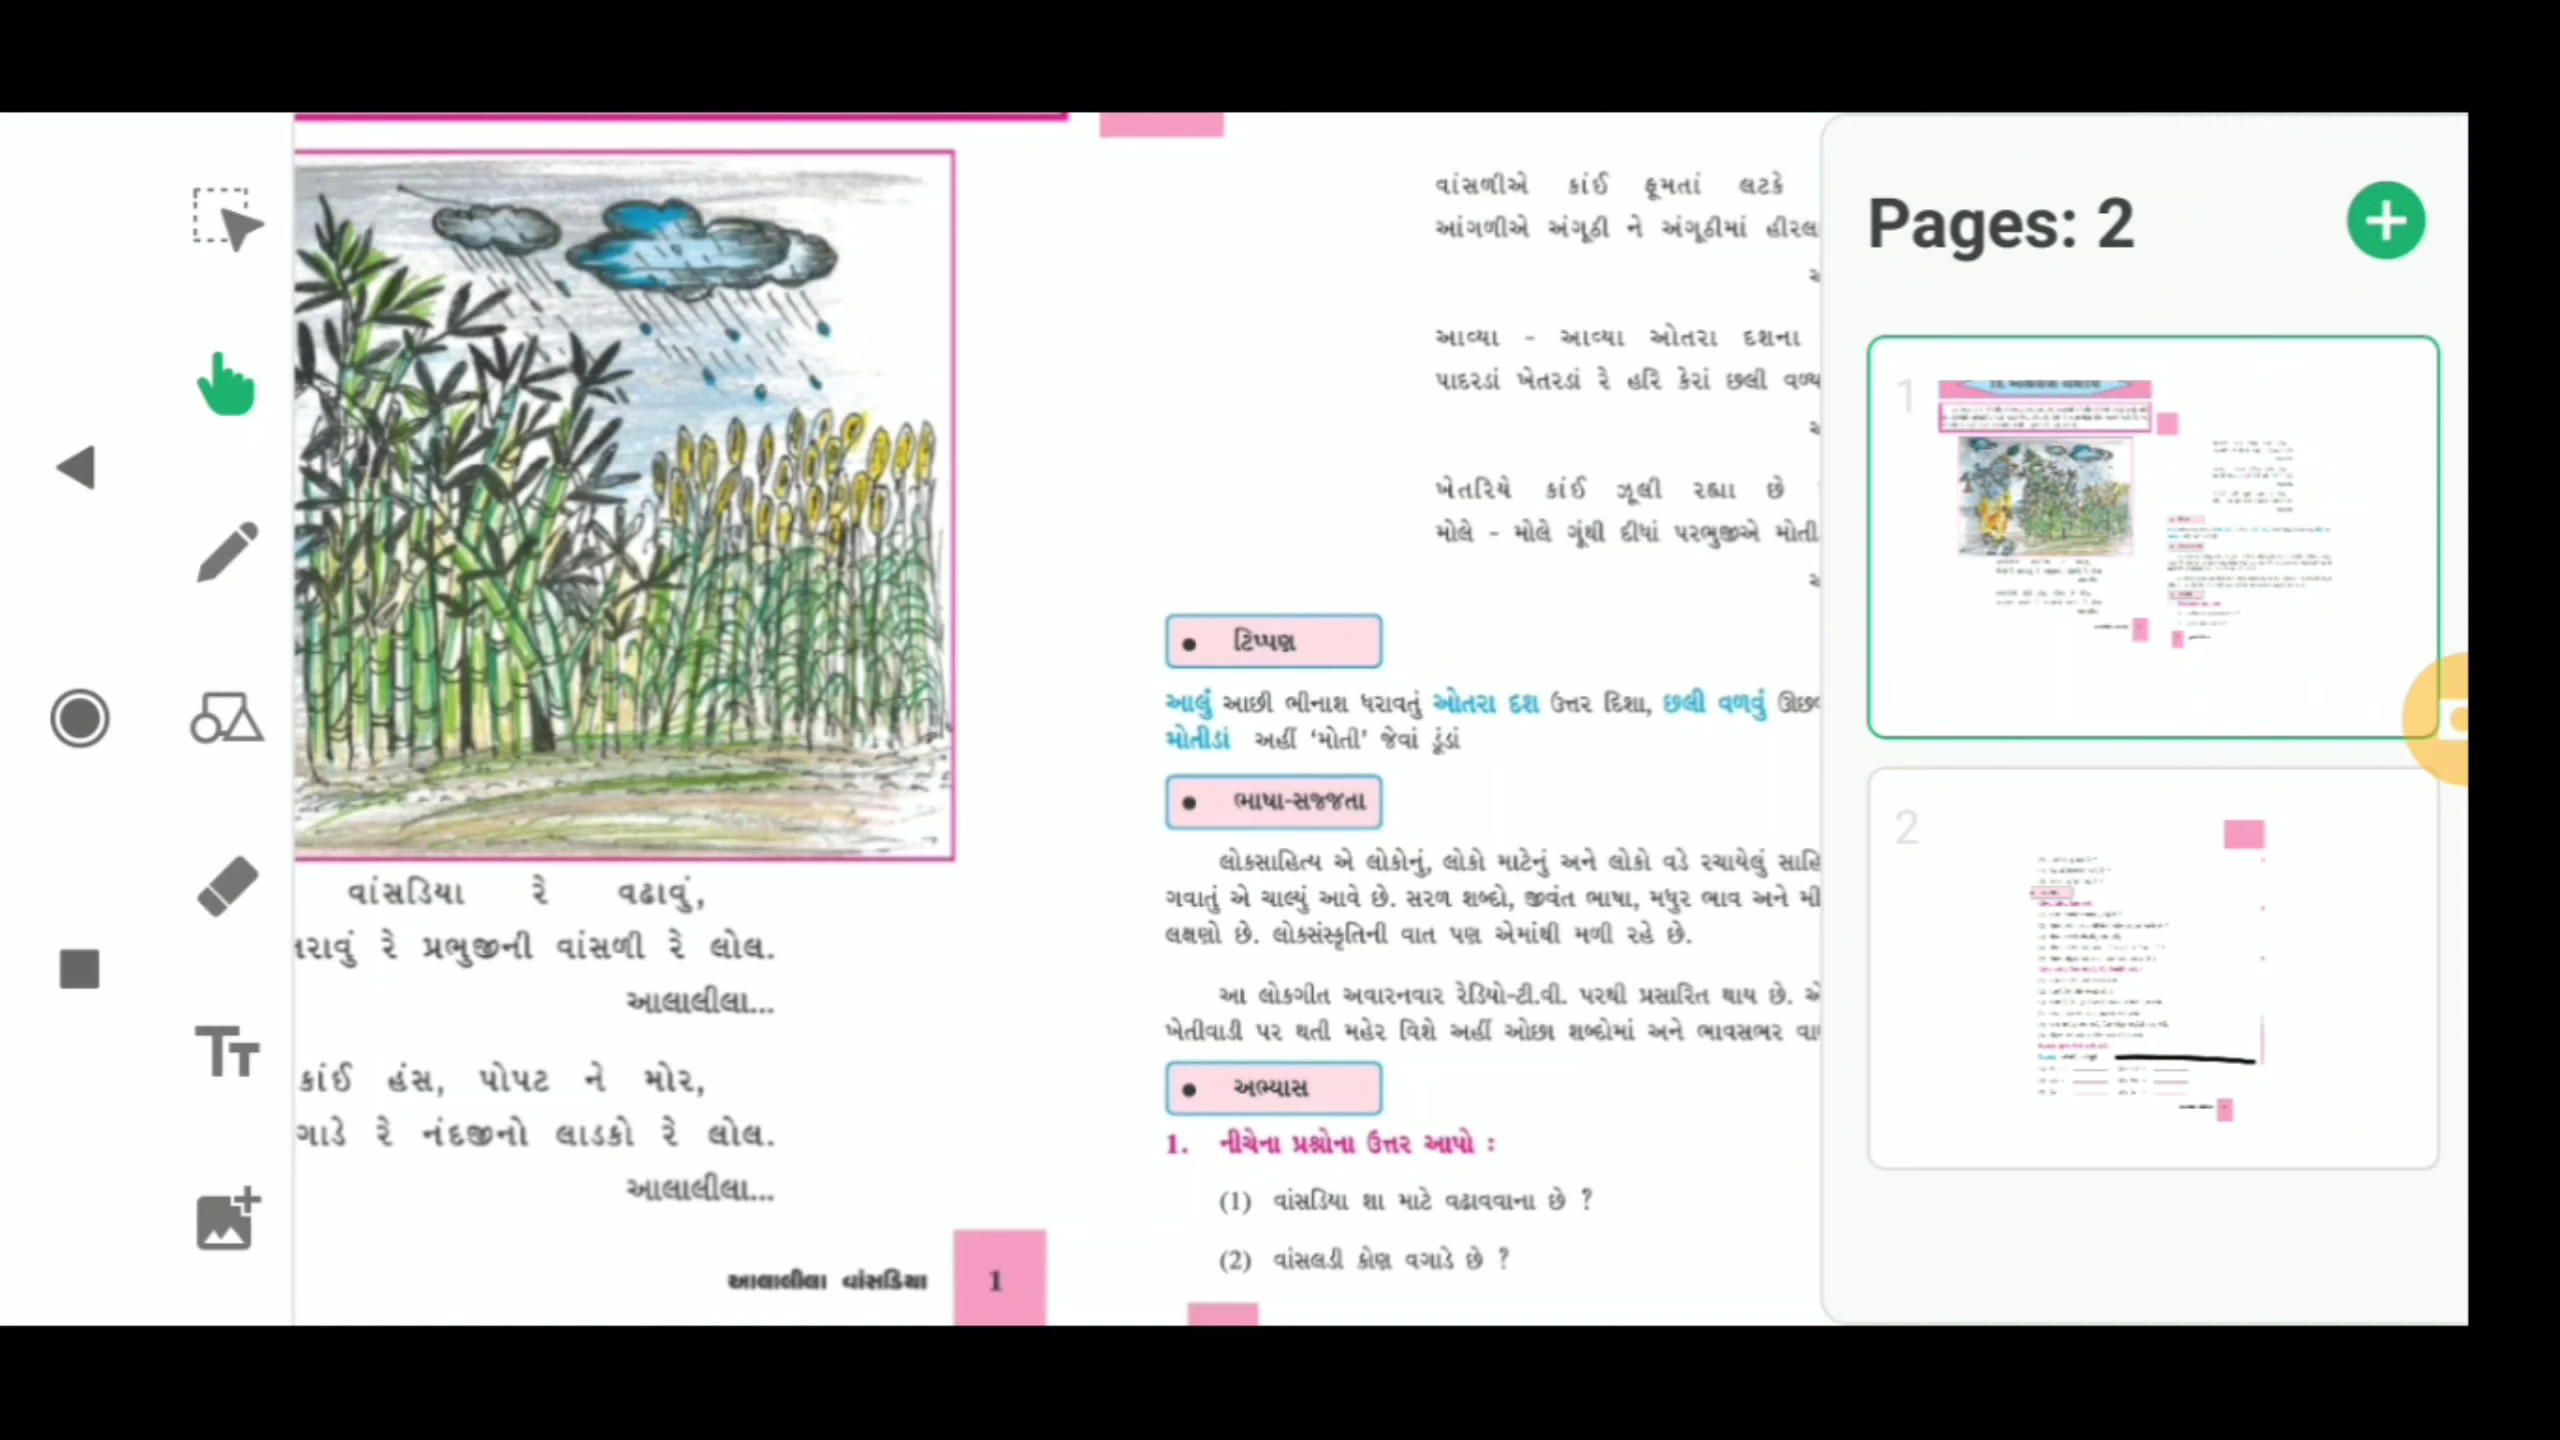 વાંસડિયા રે વઢાવું,
રે પ્રભુજીની વાંસળી રે લોલ.
આલાલીલા...
કાંઈ હંસ, પોપટ ને મોર,
રે નંદજીનો લાડકો રે લોલ.
આલાલીલા...
આલાલીલા વાંસડિયા
1
વાંસળીએ કાંઈ ફૂમતાં લટકે
આંગળીએ અંગૂઠી ને અંગૂઠીમાં
આવ્યા - આવ્યા ઓતરા દશના
પાદરડાં ખેતરડાં રે હરિ કેરાં છલી
ખેતરિયે કાંઈ ઝૂલી રહ્યા છે
મોલે - મોલે ગૂંથી દીધાં પરભુજીએ
• ટિપ્પણ
આલું આછી ભીનાશ ધરાવતું ઓતરા દશ ઉત્તર દિશા, છલી વળવું
મોતીડાં અહીં ‘મોતી’ જેવાં ડૂંડાં
• ભાષા-સજ્જતા
લોકસાહિત્ય એ લોકોનું, લોકો માટેનું અને લોકો વડે રચાયેલું
ગવાતું એ ચાલ્યું આવે છે. સરળ શબ્દો, જીવંત ભાષા, મધુર ભાવ અને
લક્ષણો છે. લોકસંસ્કૃતિની વાત પણ એમાંથી મળી રહે છે.
આ લોકગીત અવારનવાર રેડિયો-ટી.વી. પરથી પ્રસારિત થાય છે.
ખેતીવાડી પર થતી મહેર વિશે અહીં ઓછા શબ્દોમાં અને ભાવસભર
• અભ્યાસ
1. નીચેના પ્રશ્નોના ઉત્તર આપો :
(1) વાંસડિયા શા માટે વઢાવવાના છે ?
(2) વાંસલડી કોણ વગાડે છે ?
Pages: 2
1
2